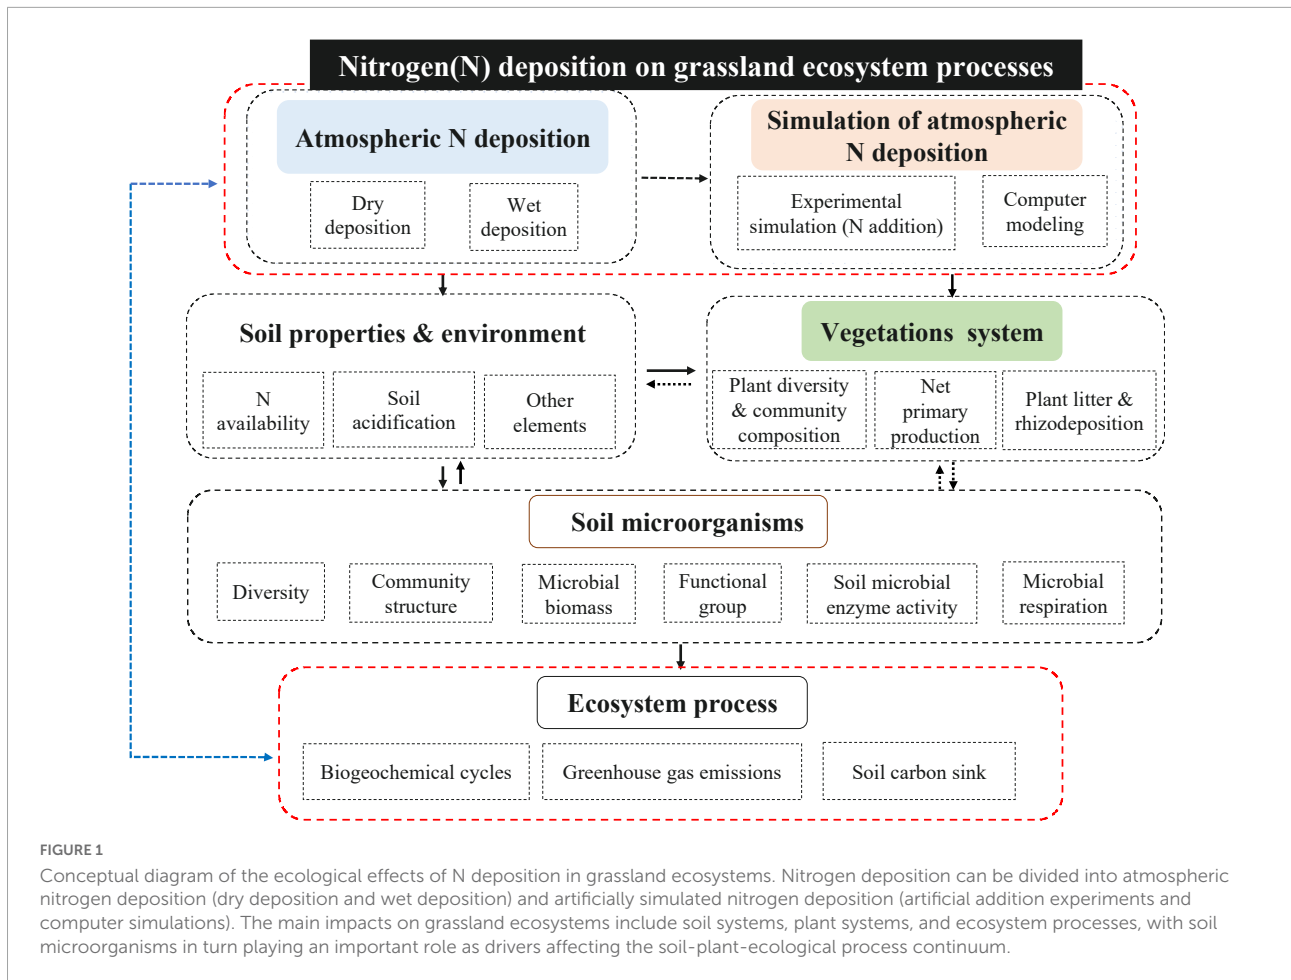 Nitrogen(N) deposition on grassland ecosystem processes
Atmospheric N deposition
Dry
deposition
Wet
deposition
Simulation of atmospheric
N deposition
Experimental
simulation (N addition)
Computer
modeling
Soil properties & environment
N
availability
Soil
acidification
Other
elements
Vegetations system
Plant diversity
& community
composition
Net
primary
production
Plant litter &
rhizodeposition
Soil microorganisms
Diversity
Community
structure
Microbial
biomass
Functional
group
Soil microbial
enzyme activity
Microbial
respiration
Ecosystem process
Biogeochemical cycles
Greenhouse gas emissions
Soil carbon sink
FIGURE 1
Conceptual diagram of the ecological effects of N deposition in grassland ecosystems. Nitrogen deposition can be divided into atmospheric
nitrogen deposition (dry deposition and wet deposition) and artificially simulated nitrogen deposition (artificial addition experiments and
computer simulations). The main impacts on grassland ecosystems include soil systems, plant systems, and ecosystem processes, with soil
microorganisms in turn playing an important role as drivers affecting the soil-plant-ecological process continuum.